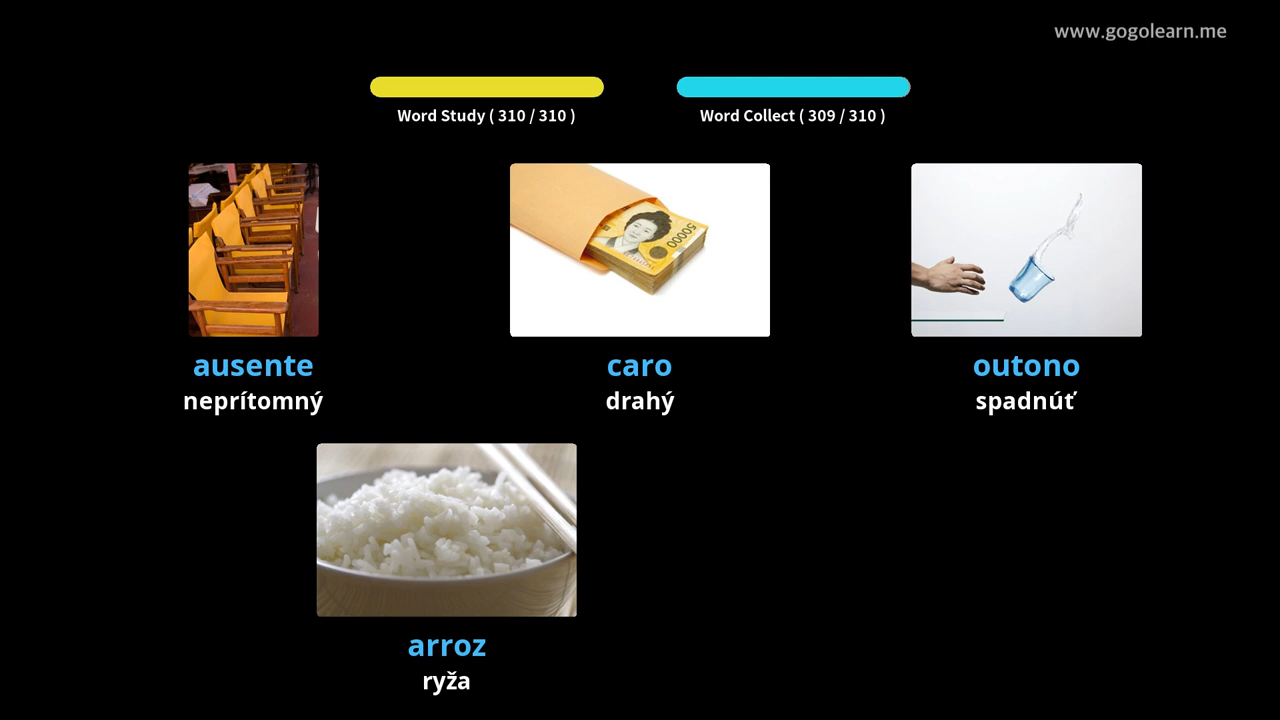 www.gogolearn.me
Word Study ( 310 / 310 )
Word Collect ( 309 / 310 )
50000
ausente
neprítomný
caro
drahý
outono
spadnúť
arroz
ryža